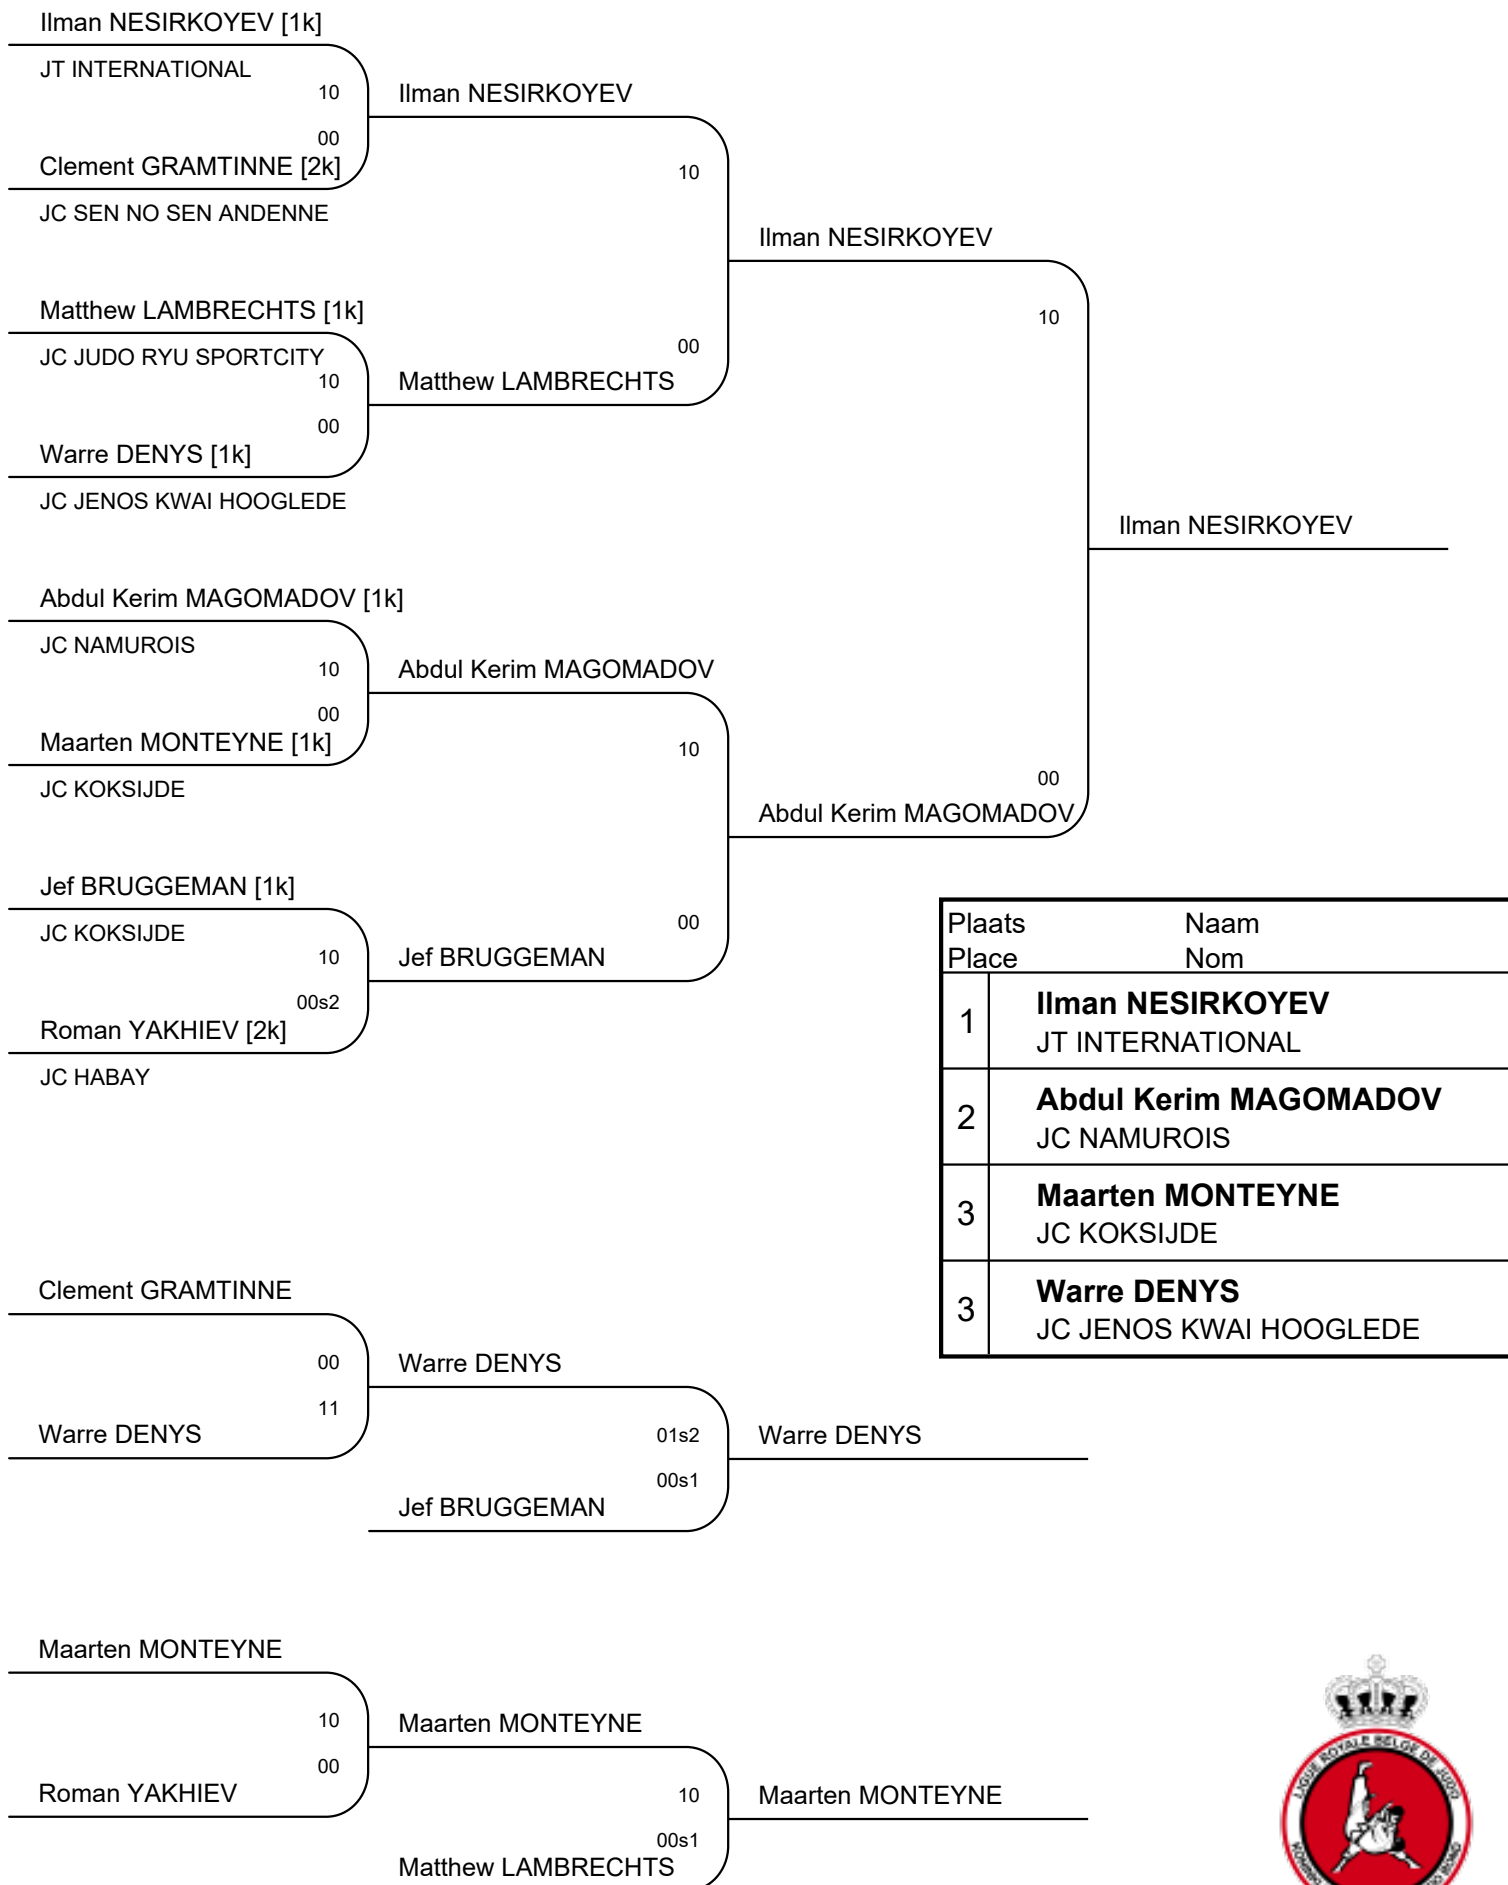 Ilman NESIRKOYEV [1k]
JT INTERNATIONAL
10
Ilman NESIRKOYEV
00
Clement GRAMTINNE [2k]
10
JC SEN NO SEN ANDENNE
Ilman NESIRKOYEV
Matthew LAMBRECHTS [1k]
10
JC JUDO RYU SPORTCITY
00
10
Matthew LAMBRECHTS
00
Warre DENYS [1k]
JC JENOS KWAI HOOGLEDE
Ilman NESIRKOYEV
Abdul Kerim MAGOMADOV [1k]
JC NAMUROIS
10
Abdul Kerim MAGOMADOV
00
Maarten MONTEYNE [1k]
10
JC KOKSIJDE
00
Abdul Kerim MAGOMADOV
Jef BRUGGEMAN [1k]
JC KOKSIJDE
00
10
Jef BRUGGEMAN
00s2
Roman YAKHIEV [2k]
JC HABAY
Plaats Naam
Place Nom
1 Ilman NESIRKOYEV
JT INTERNATIONAL
2 Abdul Kerim MAGOMADOV
JC NAMUROIS
3 Maarten MONTEYNE
JC KOKSIJDE
3 Warre DENYS
JC JENOS KWAI HOOGLEDE
Clement GRAMTINNE
00
Warre DENYS
11
Warre DENYS
01s2
Warre DENYS
00s1
Jef BRUGGEMAN
Maarten MONTEYNE
10
Maarten MONTEYNE
00
Roman YAKHIEV
10
Maarten MONTEYNE
00s1
Matthew LAMBRECHTS
LIGUE ROYALE BELGE DE JUDO